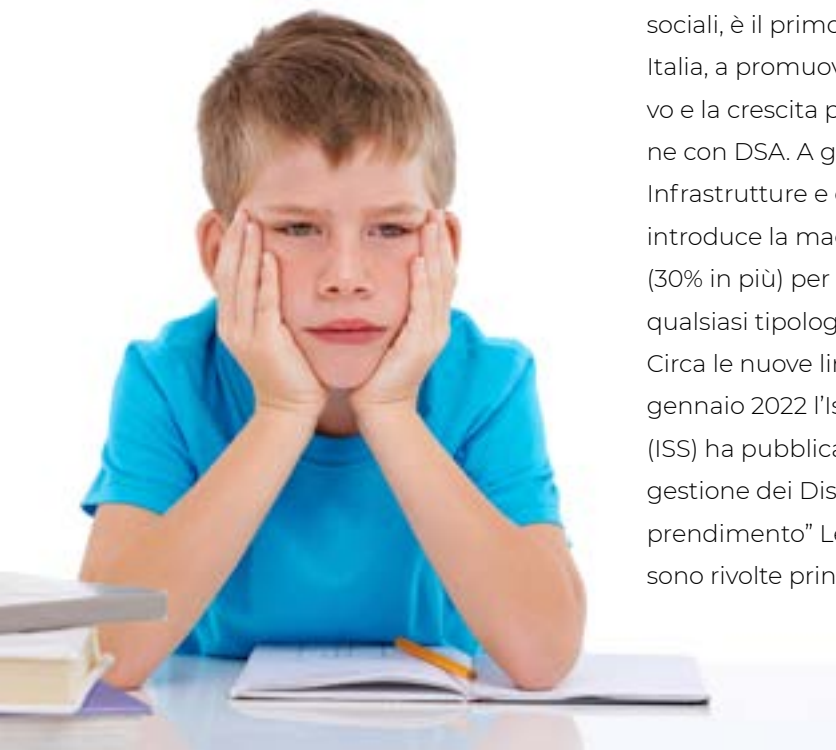 sociali, è il primo
Italia, a promuov
vo e la crescita p
ne con DSA. A g
Infrastrutture e
introduce la ma
(30% in più) per
qualsiasi tipolog
Circa le nuove li
gennaio 2022 l’Is
(ISS) ha pubblica
gestione dei Dis
prendimento” Le
sono rivolte prin